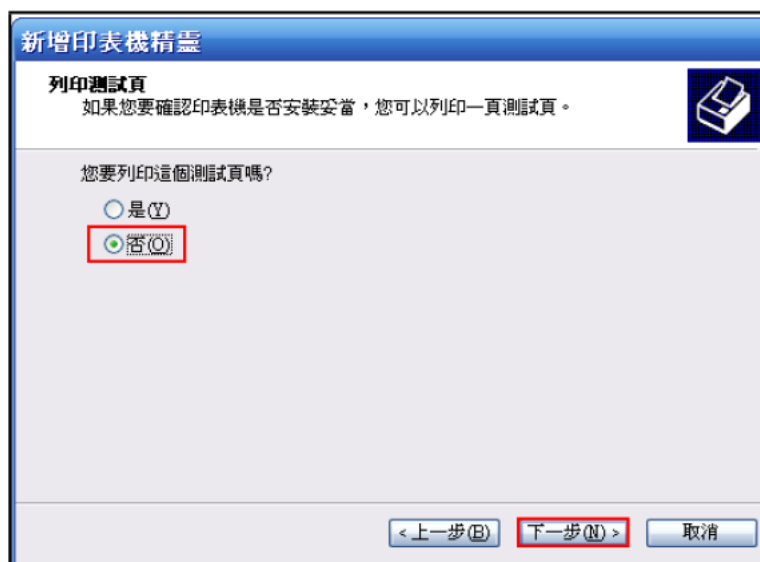 新增印表機精靈
列印測試頁
如果您要確認印表機是否安裝妥當，您可以列印一頁測試頁。
您要列印這個測試頁嗎?
是(Y)
否(O)
<上一步(B) 下一步(N)> 取消